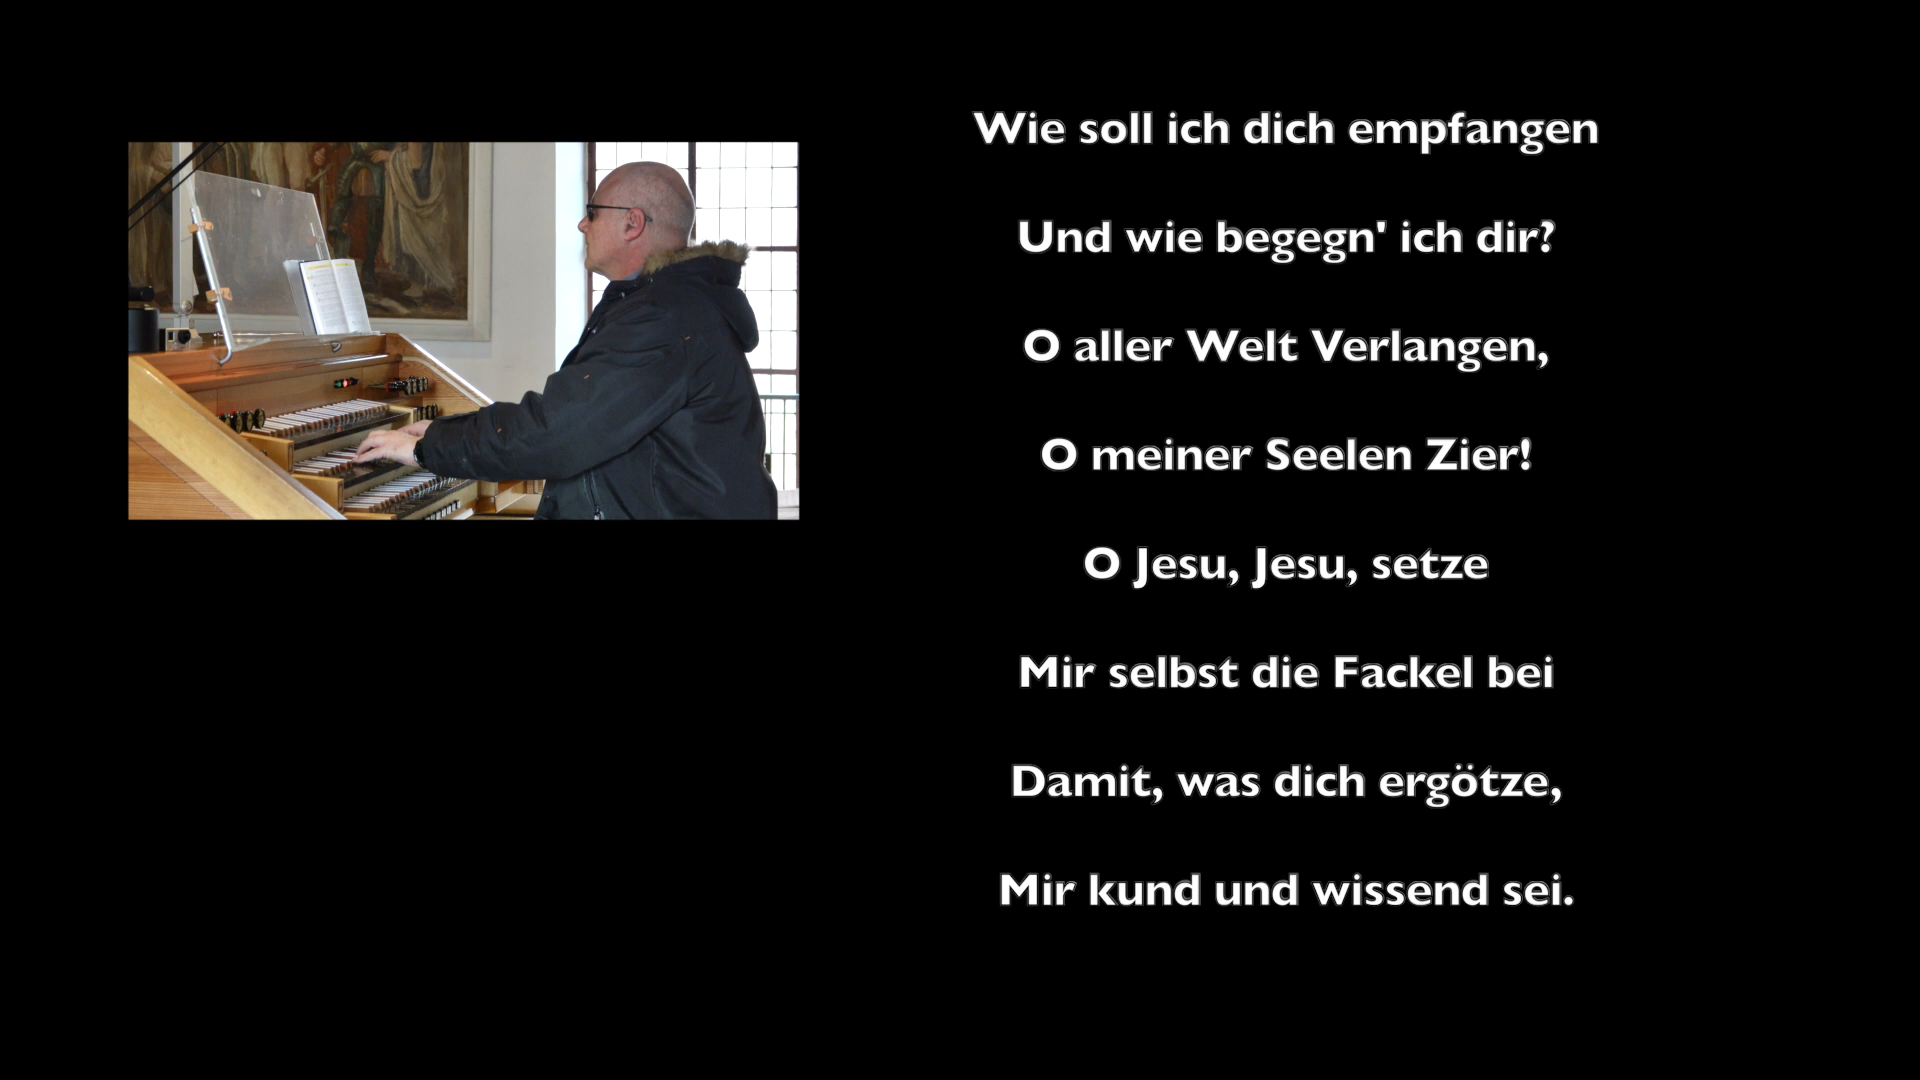 Wie soll ich dich empfangen
Und wie begegn' ich dir?
O aller Welt Verlangen,
O meiner Seelen Zier!
O Jesu, Jesu, setze
Mir selbst die Fackel bei
Damit, was dich ergötze,
Mir kund und wissend sei.